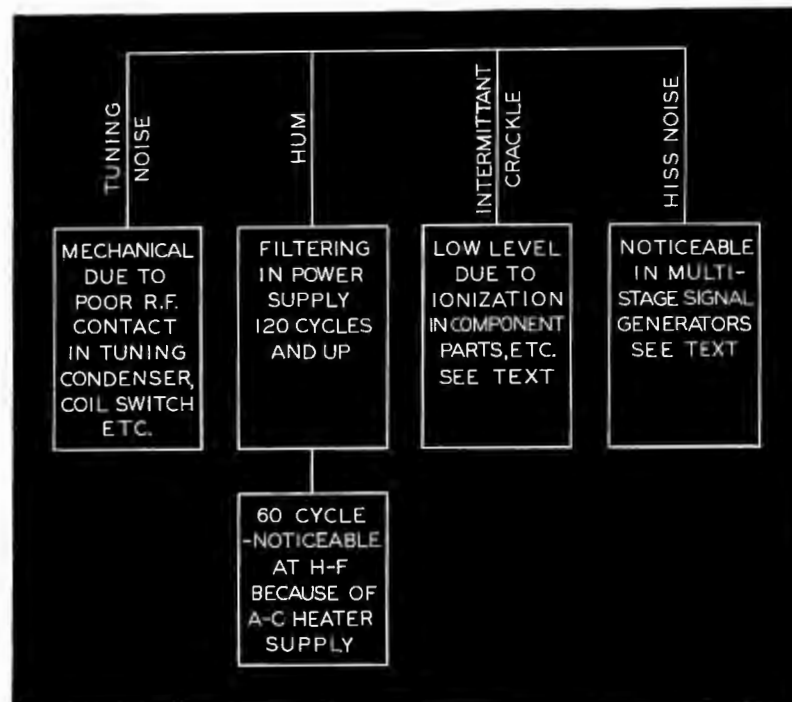 TUNING
NOISE
HUM
INTERMITTANT
CRACKLE
HISS NOISE
MECHANICAL
DUE TO
POOR R.F.
CONTACT
IN TUNING
CONDENSER,
COIL SWITCH
ETC.
FILTERING
IN POWER
SUPPLY
120 CYCLES
AND UP
60 CYCLE
-NOTICEABLE
AT H-F
BECAUSE OF
A-C HEATER
SUPPLY
LOW LEVEL
DUE TO
IONIZATION
IN COMPONENT
PARTS, ETC.
SEE TEXT
NOTICEABLE
IN MULTI-
STAGE SIGNAL
GENERATORS
SEE TEXT